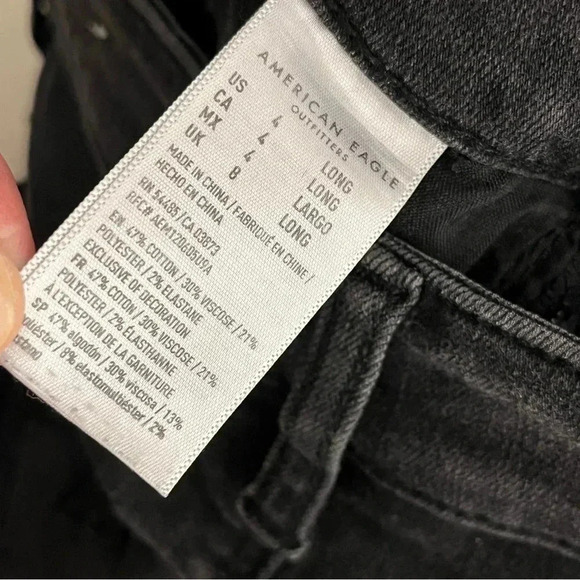 AMERICAN EAGLE
OUTFITTERS
US 4 LONG
CA 4 LONG
MX 4 LARGO
UK 8 LONG
MADE IN CHINA / FABRIQUÉ EN CHINE /
HECHO EN CHINA
RN 54485 / CA 03873
EN 47% COTTON / 30% VISCOSE / 21%
POLYESTER / 2% ELASTANE
EXCLUSIVE OF DECORATION
FR 47% COTON / 30% VISCOSE / 21%
POLYESTER / 2% ÉLASTHANNE
À L'EXCEPTION DE LA GARNITURE
SP 47% algodón / 30% viscosa / 13%
8% elastomultiéster / 2%